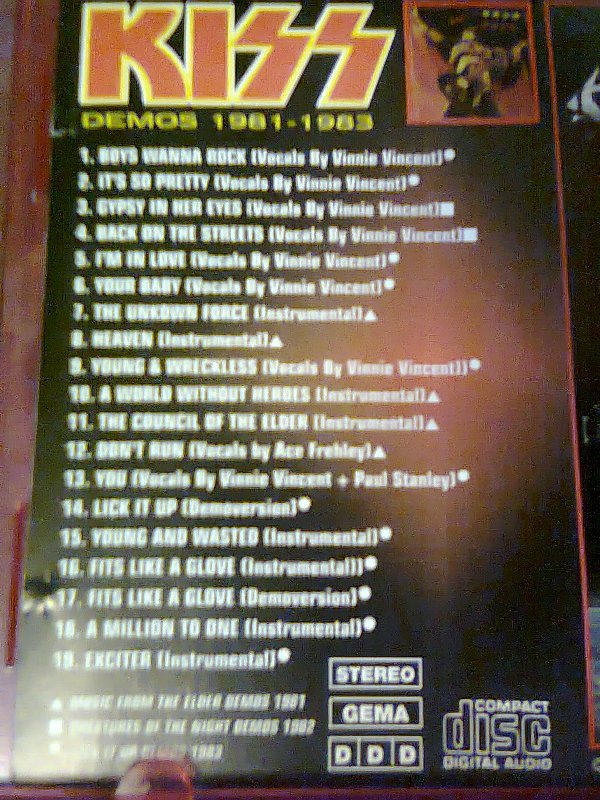 KISS
DEMOS 1981-1983
1. BOYS WANNA ROCK (Vocals By Vinnie Vincent)●
2. IT'S SO PRETTY (Vocals By Vinnie Vincent)●
3. GYPSY IN HER EYES (Vocals By Vinnie Vincent)■
4. BACK ON THE STREETS (Vocals By Vinnie Vincent)■
5. I'M IN LOVE (Vocals By Vinnie Vincent)●
6. YOUR BABY (Vocals By Vinnie Vincent)●
7. THE UNKOWN FORCE (Instrumental)▲
8. HEAVEN (Instrumental)▲
9. YOUNG & WRECKLESS (Vocals By Vinnie Vincent))●
10. A WORLD WITHOUT HEROES (Instrumental)▲
11. THE COUNCIL OF THE ELDER (Instrumental)▲
12. DON'T RUN (Vocals by Ace Frehley)▲
13. YOU (Vocals By Vinnie Vincent + Paul Stanley)●
14. LICK IT UP (Demoversion)●
15. YOUNG AND WASTED (Instrumental)●
16. FITS LIKE A GLOVE (Instrumental))●
17. FITS LIKE A GLOVE (Demoversion)●
18. A MILLION TO ONE (Instrumental)●
19. EXCITER (Instrumental)●
▲ MUSIC FROM THE ELDER DEMOS 1981
■ CREATURES OF THE NIGHT DEMOS 1982
● LICK IT UP DEMOS 1983
STEREO
GEMA
DDD
COMPACT
disc
DIGITAL AUDIO